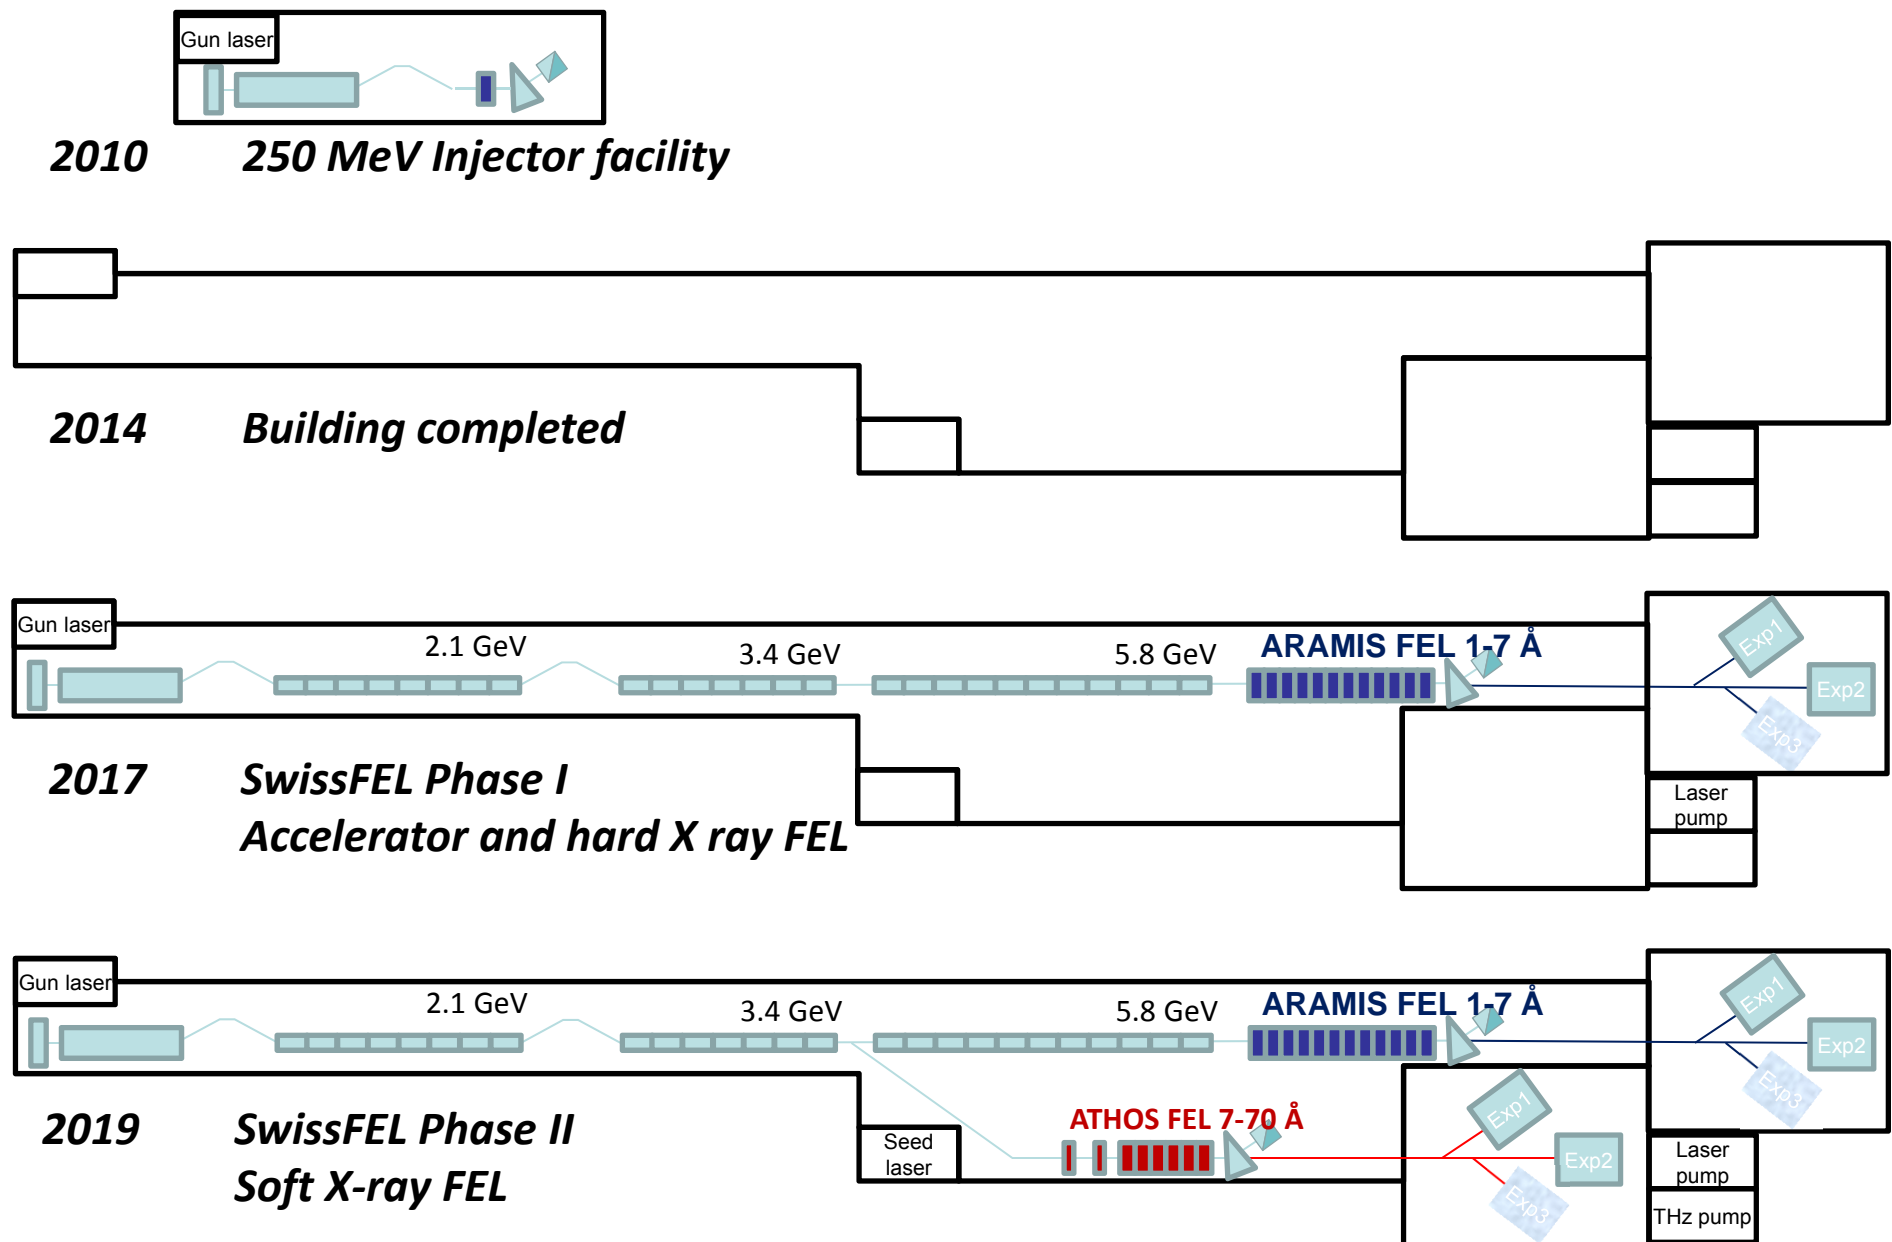 Gun laser
2010 250 MeV Injector facility
2014 Building completed
Gun laser
2.1 GeV
3.4 GeV
5.8 GeV
ARAMIS FEL 1-7 Å
Exp1
Exp2
Exp3
2017 SwissFEL Phase I
Accelerator and hard X ray FEL
Laser
pump
Gun laser
2.1 GeV
3.4 GeV
5.8 GeV
ARAMIS FEL 1-7 Å
Exp1
Exp2
Exp3
2019 SwissFEL Phase II
Soft X-ray FEL
Seed
laser
ATHOS FEL 7-70 Å
Exp1
Exp2
Exp3
Laser
pump
THz pump